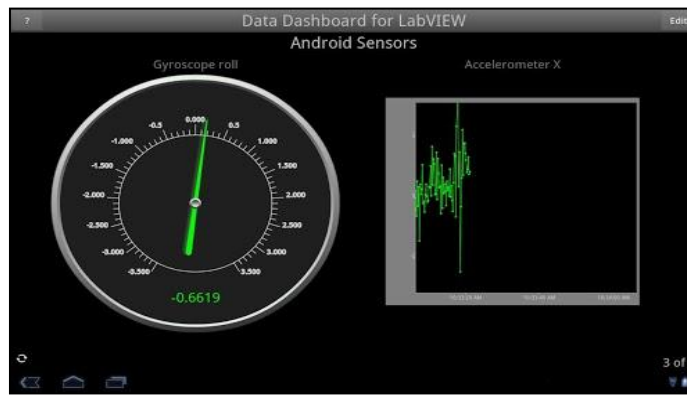 ?
Data Dashboard for LabVIEW
Edit
Android Sensors
Gyroscope roll
Accelerometer X
0.000
-0.5
0.5
-1.000
1.000
-1.500
1.500
-2.000
2.000
-2.500
2.500
-3.000
3.000
-3.500
3.500
-0.6619
3 of